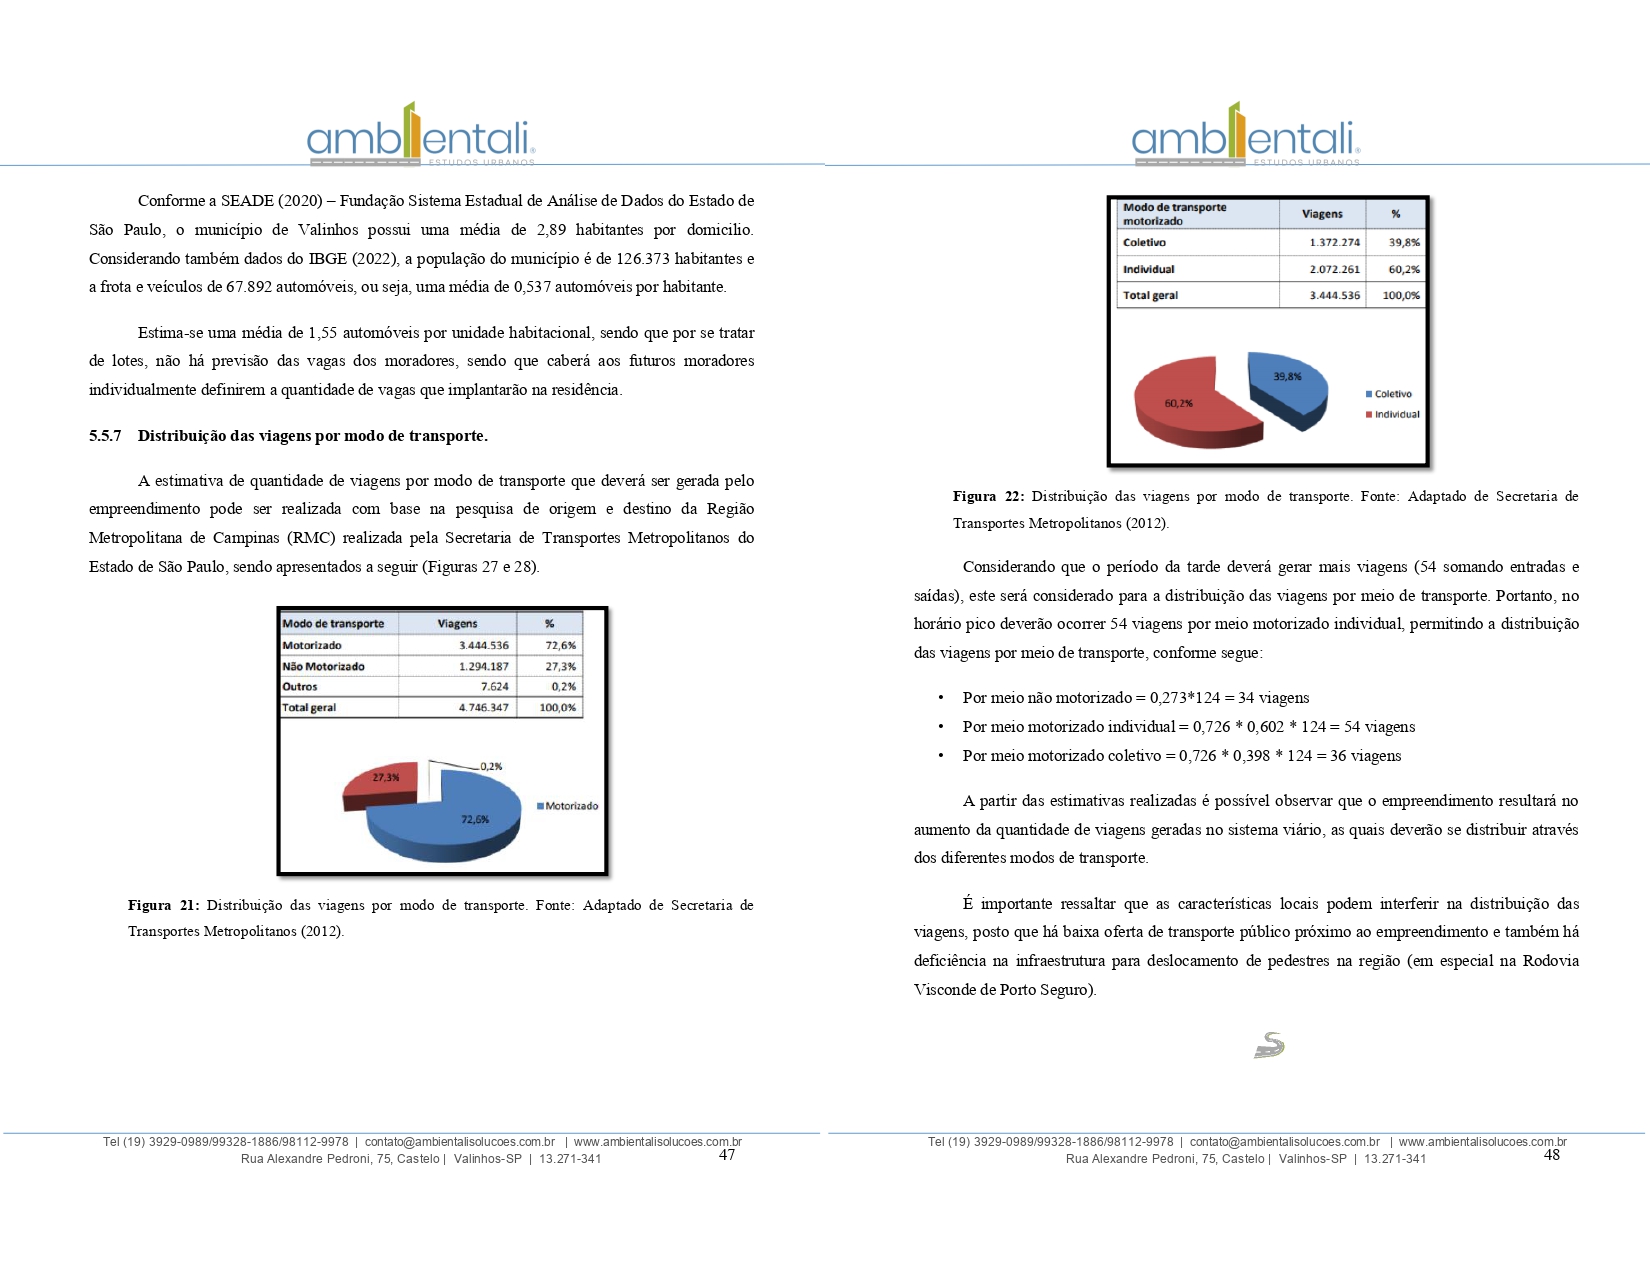 ambientali®
ESTUDOS URBANOS
Conforme a SEADE (2020) – Fundação Sistema Estadual de Análise de Dados do Estado de
São Paulo, o município de Valinhos possui uma média de 2,89 habitantes por domicilio.
Considerando também dados do IBGE (2022), a população do município é de 126.373 habitantes e
a frota e veículos de 67.892 automóveis, ou seja, uma média de 0,537 automóveis por habitante.
Estima-se uma média de 1,55 automóveis por unidade habitacional, sendo que por se tratar
de lotes, não há previsão das vagas dos moradores, sendo que caberá aos futuros moradores
individualmente definirem a quantidade de vagas que implantarão na residência.
5.5.7 Distribuição das viagens por modo de transporte.
A estimativa de quantidade de viagens por modo de transporte que deverá ser gerada pelo
empreendimento pode ser realizada com base na pesquisa de origem e destino da Região
Metropolitana de Campinas (RMC) realizada pela Secretaria de Transportes Metropolitanos do
Estado de São Paulo, sendo apresentados a seguir (Figuras 27 e 28).
Modo de transporte Viagens %
Motorizado 3.444.536 72,6%
Não Motorizado 1.294.187 27,3%
Outros 7.624 0,2%
Total geral 4.746.347 100,0%
0,2%
27,3%
Motorizado
72,6%
Figura 21: Distribuição das viagens por modo de transporte. Fonte: Adaptado de Secretaria de
Transportes Metropolitanos (2012).
Tel (19) 3929-0989/99328-1886/98112-9978 | contato@ambientalisolucoes.com.br | www.ambientalisolucoes.com.br
Rua Alexandre Pedroni, 75, Castelo | Valinhos-SP | 13.271-341
47
ambientali®
ESTUDOS URBANOS
Modo de transporte
motorizado Viagens %
Coletivo 1.372.274 39,8%
Individual 2.072.261 60,2%
Total geral 3.444.536 100,0%
39,8%
60,2%
Coletivo
Individual
Figura 22: Distribuição das viagens por modo de transporte. Fonte: Adaptado de Secretaria de
Transportes Metropolitanos (2012).
Considerando que o período da tarde deverá gerar mais viagens (54 somando entradas e
saídas), este será considerado para a distribuição das viagens por meio de transporte. Portanto, no
horário pico deverão ocorrer 54 viagens por meio motorizado individual, permitindo a distribuição
das viagens por meio de transporte, conforme segue:
• Por meio não motorizado = 0,273*124 = 34 viagens
• Por meio motorizado individual = 0,726 * 0,602 * 124 = 54 viagens
• Por meio motorizado coletivo = 0,726 * 0,398 * 124 = 36 viagens
A partir das estimativas realizadas é possível observar que o empreendimento resultará no
aumento da quantidade de viagens geradas no sistema viário, as quais deverão se distribuir através
dos diferentes modos de transporte.
É importante ressaltar que as características locais podem interferir na distribuição das
viagens, posto que há baixa oferta de transporte público próximo ao empreendimento e também há
deficiência na infraestrutura para deslocamento de pedestres na região (em especial na Rodovia
Visconde de Porto Seguro).
Tel (19) 3929-0989/99328-1886/98112-9978 | contato@ambientalisolucoes.com.br | www.ambientalisolucoes.com.br
Rua Alexandre Pedroni, 75, Castelo | Valinhos-SP | 13.271-341
48